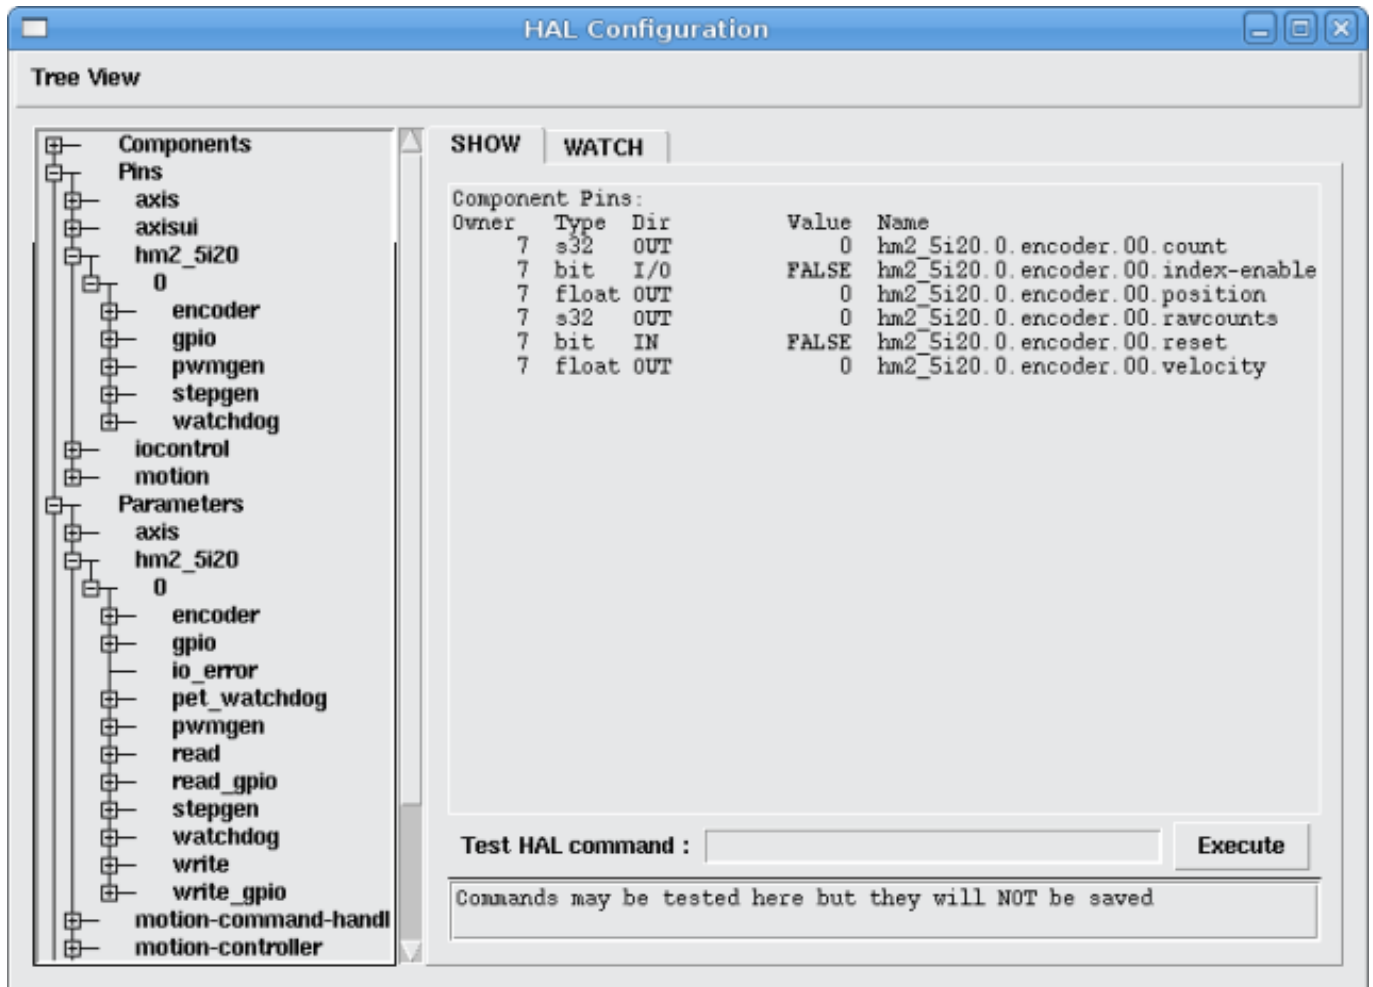 HAL Configuration
Tree View
Components
Pins
axis
axisui
hm2_5i20
0
encoder
gpio
pwmgen
stepgen
watchdog
iocontrol
motion
Parameters
axis
hm2_5i20
0
encoder
gpio
io_error
pet_watchdog
pwmgen
read
read_gpio
stepgen
watchdog
write
write_gpio
motion-command-handl
motion-controller
SHOW WATCH
Component Pins:
Owner Type Dir Value Name
7 s32 OUT 0 hm2_5i20.0.encoder.00.count
7 bit I/O FALSE hm2_5i20.0.encoder.00.index-enable
7 float OUT 0 hm2_5i20.0.encoder.00.position
7 s32 OUT 0 hm2_5i20.0.encoder.00.rawcounts
7 bit IN FALSE hm2_5i20.0.encoder.00.reset
7 float OUT 0 hm2_5i20.0.encoder.00.velocity
Test HAL command : Execute
Commands may be tested here but they will NOT be saved